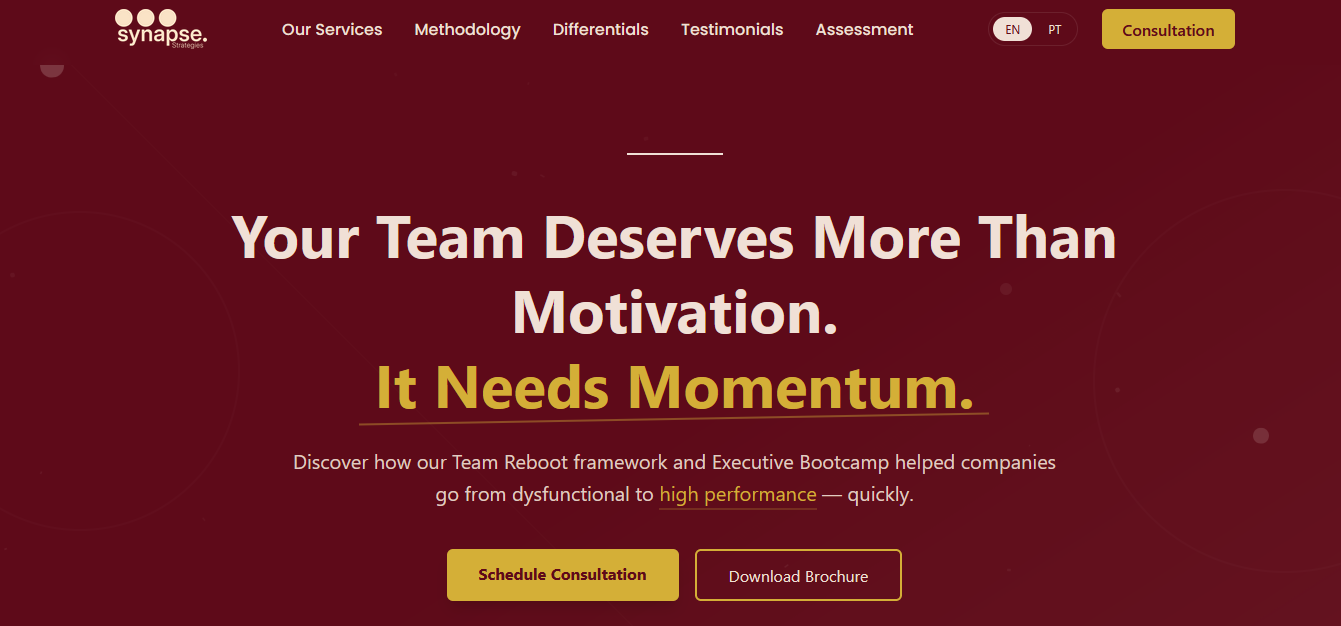 synapse.
Strategies
Our Services Methodology Differentials Testimonials Assessment EN PT Consultation
Your Team Deserves More Than
Motivation.
It Needs Momentum.
Discover how our Team Reboot framework and Executive Bootcamp helped companies
go from dysfunctional to high performance — quickly.
Schedule Consultation Download Brochure